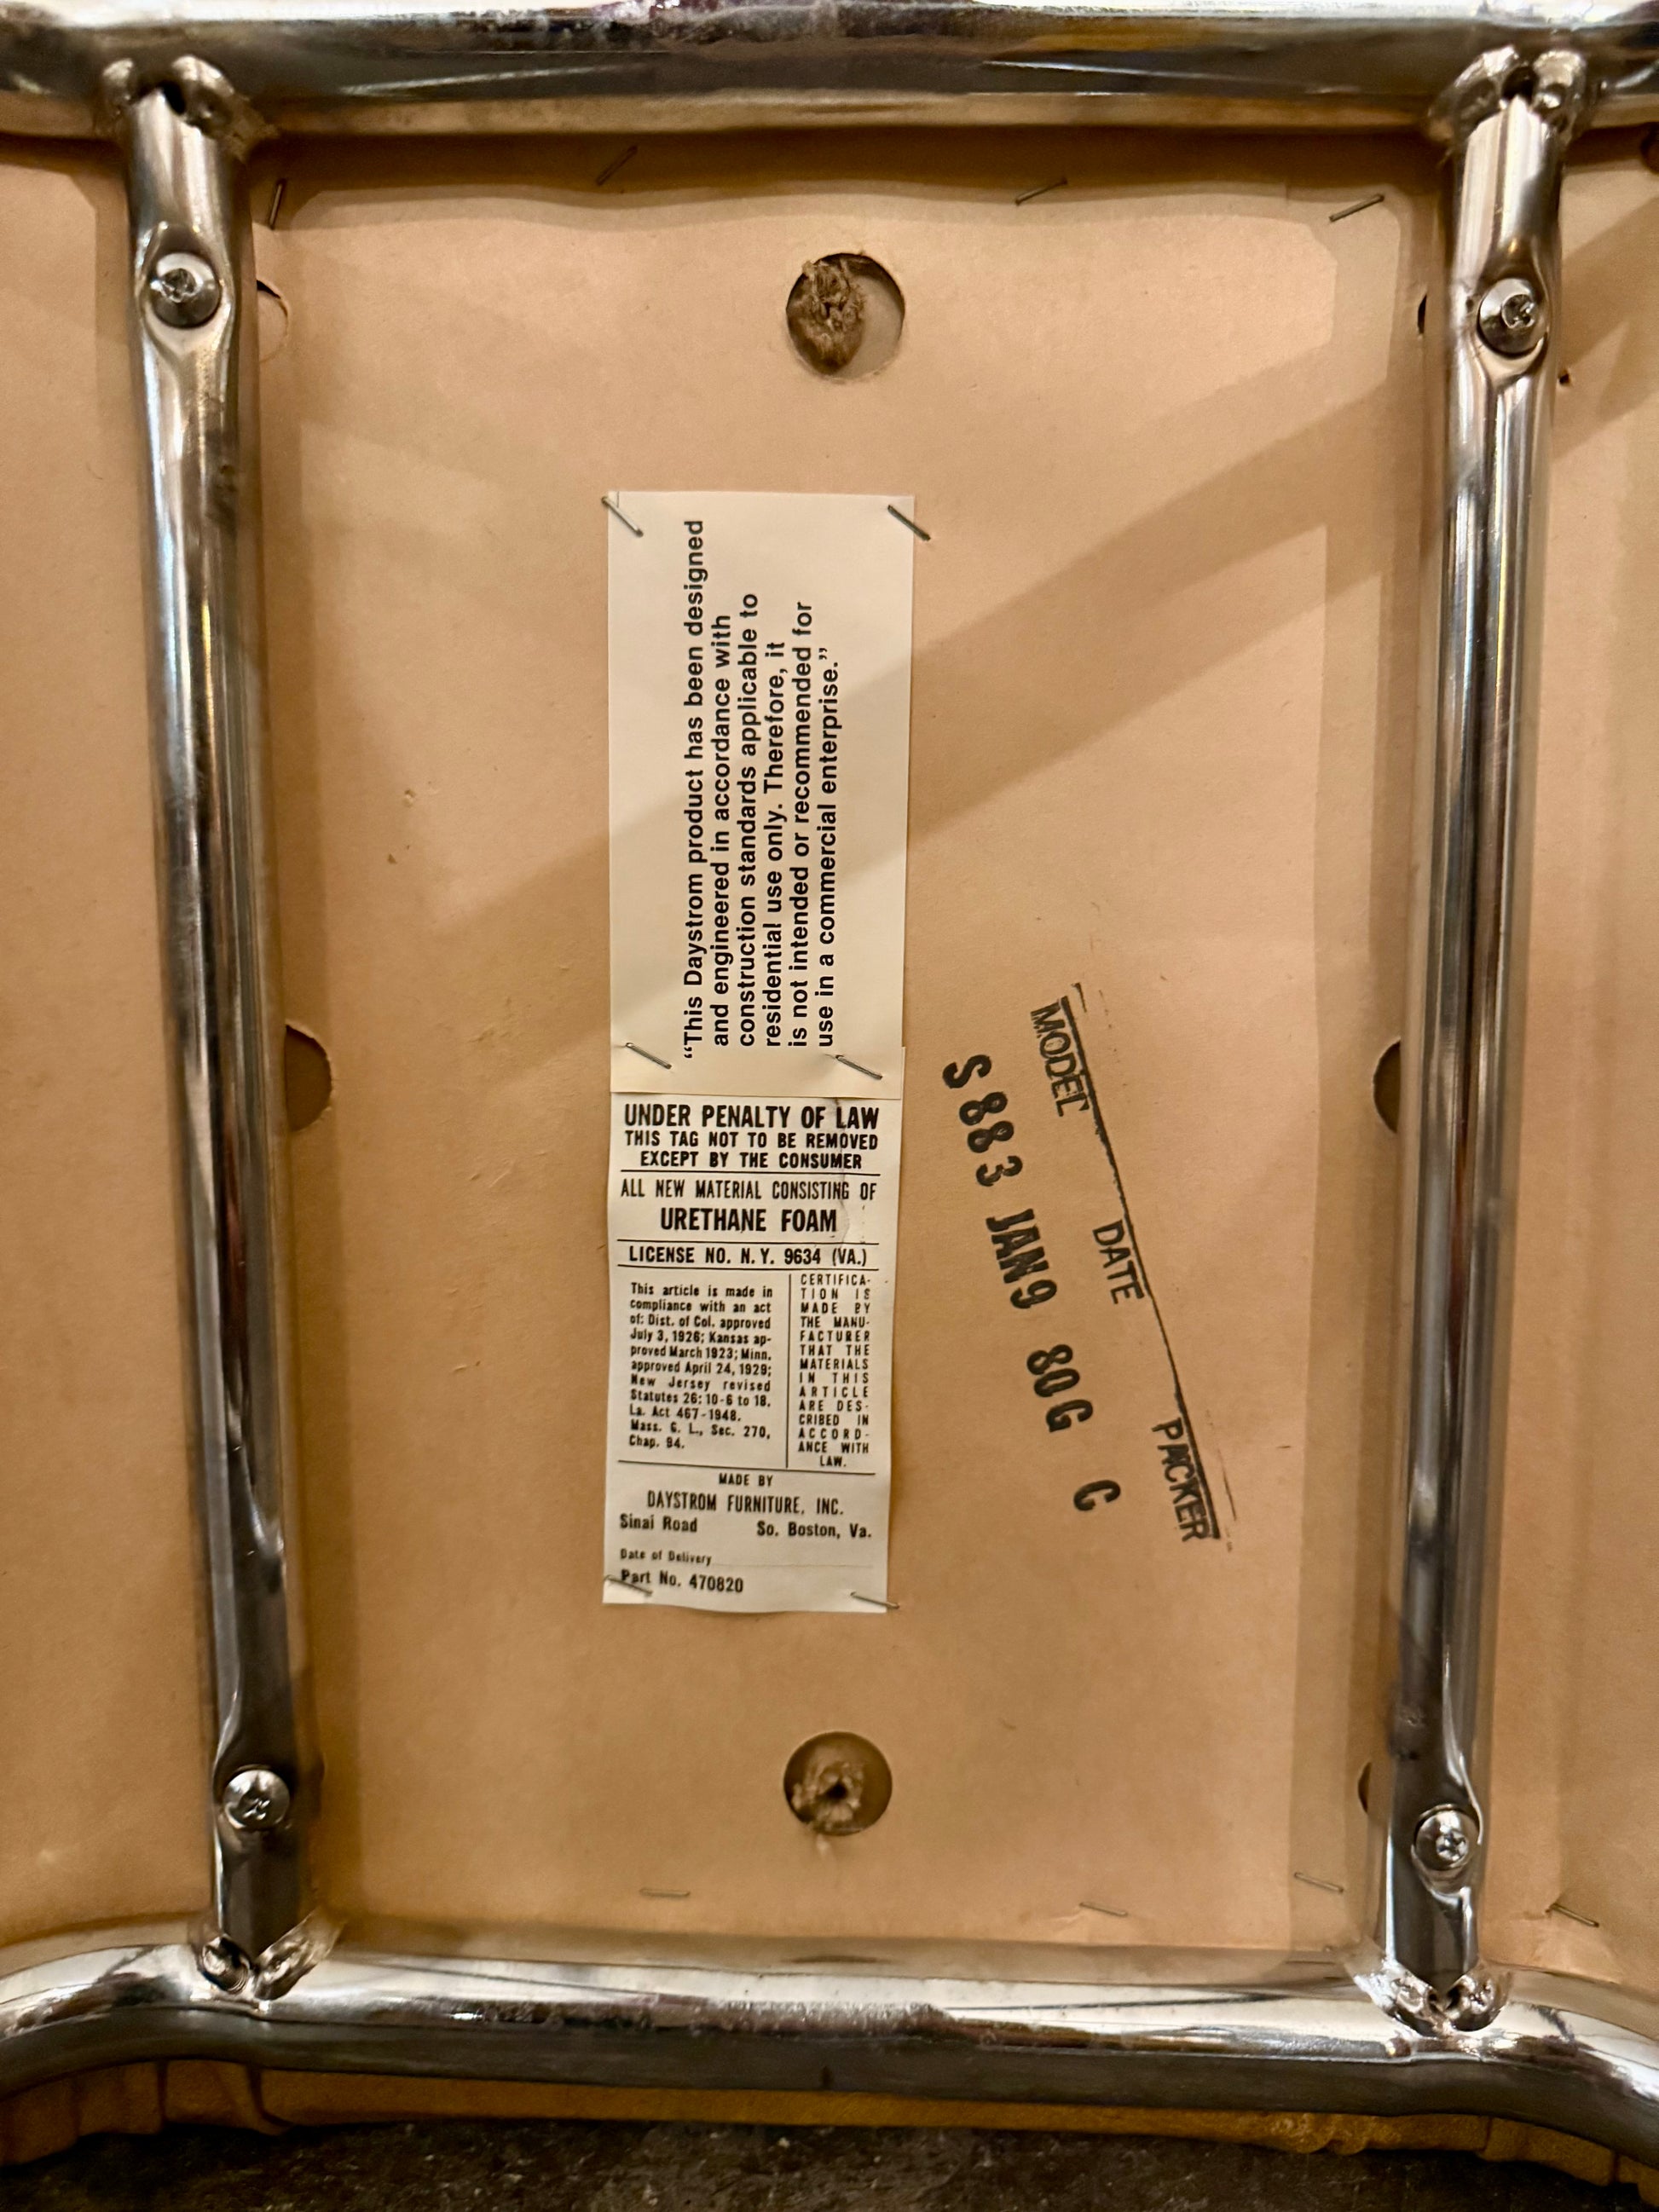 “This Daystrom product has been designed
and engineered in accordance with
construction standards applicable to
residential use only. Therefore, it
is not intended or recommended for
use in a commercial enterprise.”
UNDER PENALTY OF LAW
THIS TAG NOT TO BE REMOVED
EXCEPT BY THE CONSUMER
ALL NEW MATERIAL CONSISTING OF
URETHANE FOAM
LICENSE NO. N.Y. 9634 (VA.)
This article is made in
compliance with an act
of: Dist. of Col. approved
July 3, 1926; Kansas ap-
proved March 1923; Minn.
approved April 24, 1929;
New Jersey revised
Statutes 26: 10-6 to 18.
La. Act 467-1948.
Mass. G. L., Sec. 270,
Chap. 94.
CERTIFICA-
TION IS
MADE BY
THE MANU-
FACTURER
THAT THE
MATERIALS
IN THIS
ARTICLE
ARE DES-
CRIBED IN
ACCORD-
ANCE WITH
LAW.
MADE BY
DAYSTROM FURNITURE, INC.
Sinai Road So. Boston, Va.
Date of Delivery
Part No. 470820
MODEL DATE PACKER
S883 JAN9 80G C